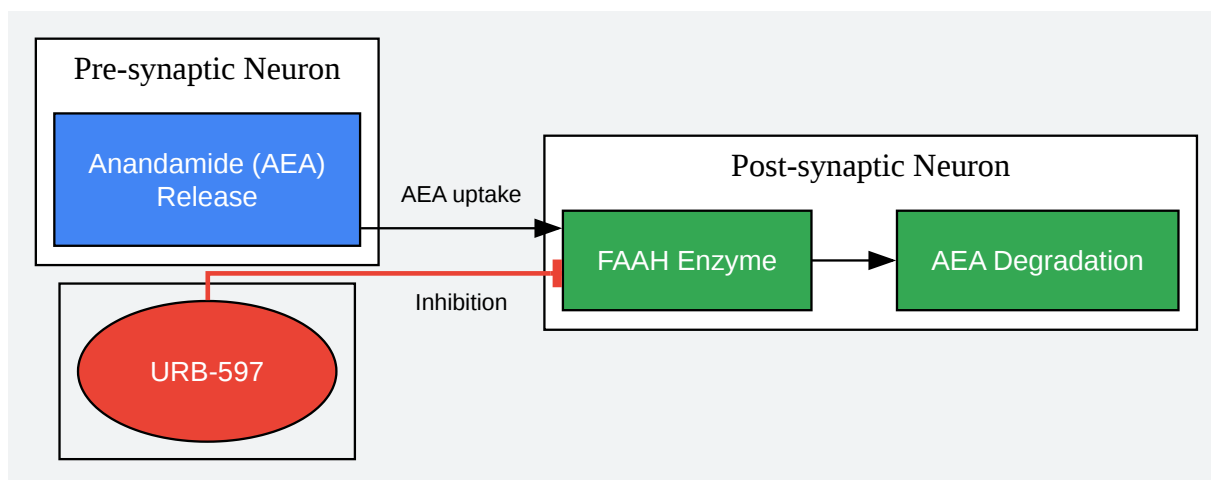 Pre-synaptic Neuron
Anandamide (AEA)
Release
AEA uptake
Post-synaptic Neuron
FAAH Enzyme
AEA Degradation
Inhibition
URB-597